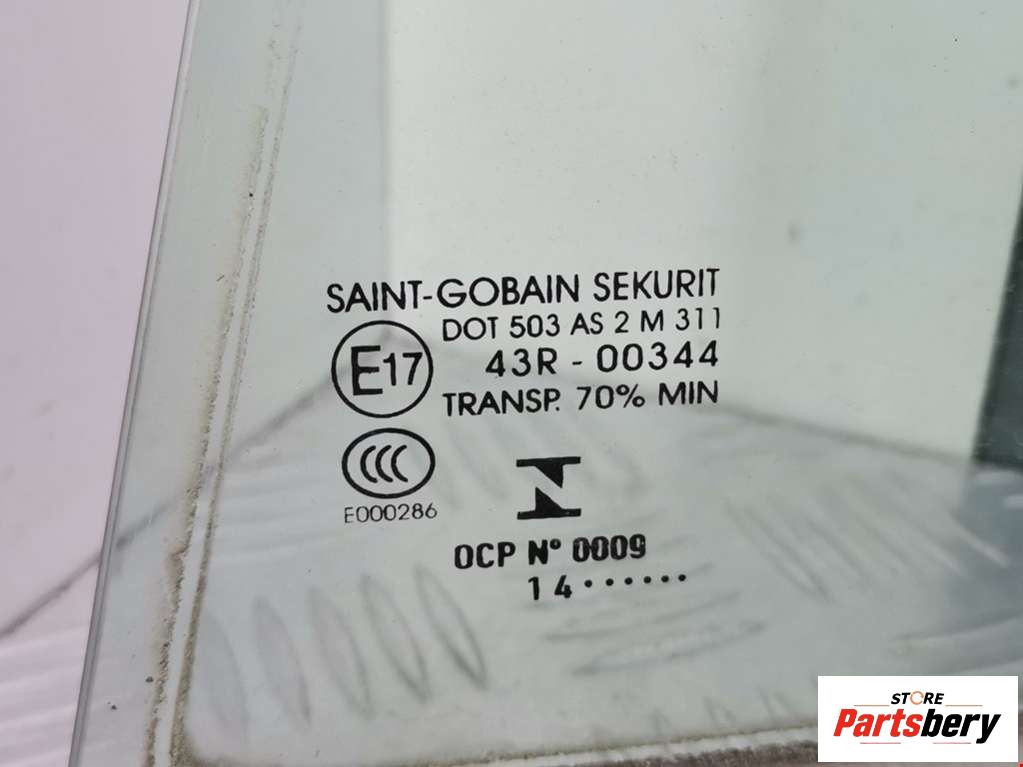 SAINT-GOBAIN SEKURIT
DOT 503 AS 2 M 311
E17
43R - 00344
TRANSP. 70% MIN
CCC
E000286
OCP Nº 0009
14······
STORE
Partsbery